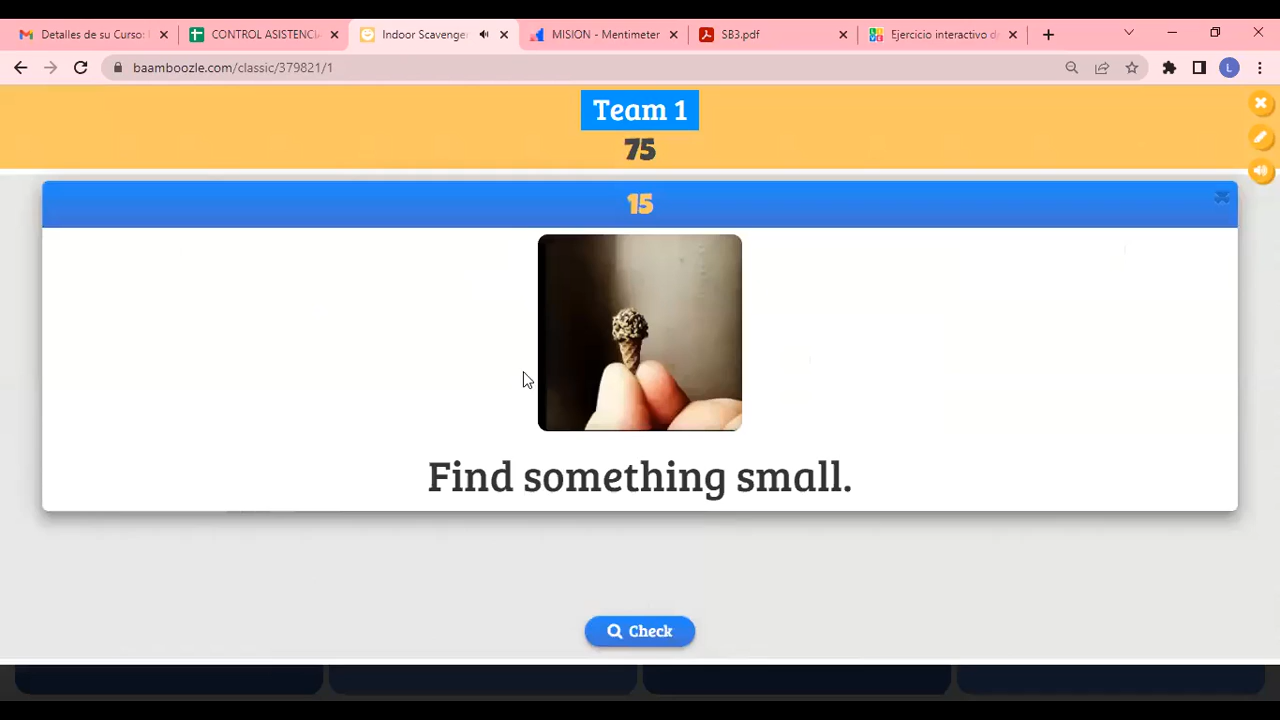 Detalles de su Curso:
CONTROL ASISTENCI
Indoor Scavenge
MISION - Mentimeter
SB3.pdf
Ejercicio interactivo d
baamboozle.com/classic/379821/1
L
Team 1
75
15
Find something small.
Check